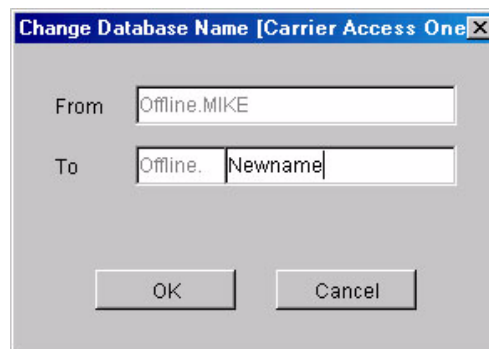 Change Database Name [Carrier Access One
From Offline.MIKE
To Offline. Newname
OK Cancel